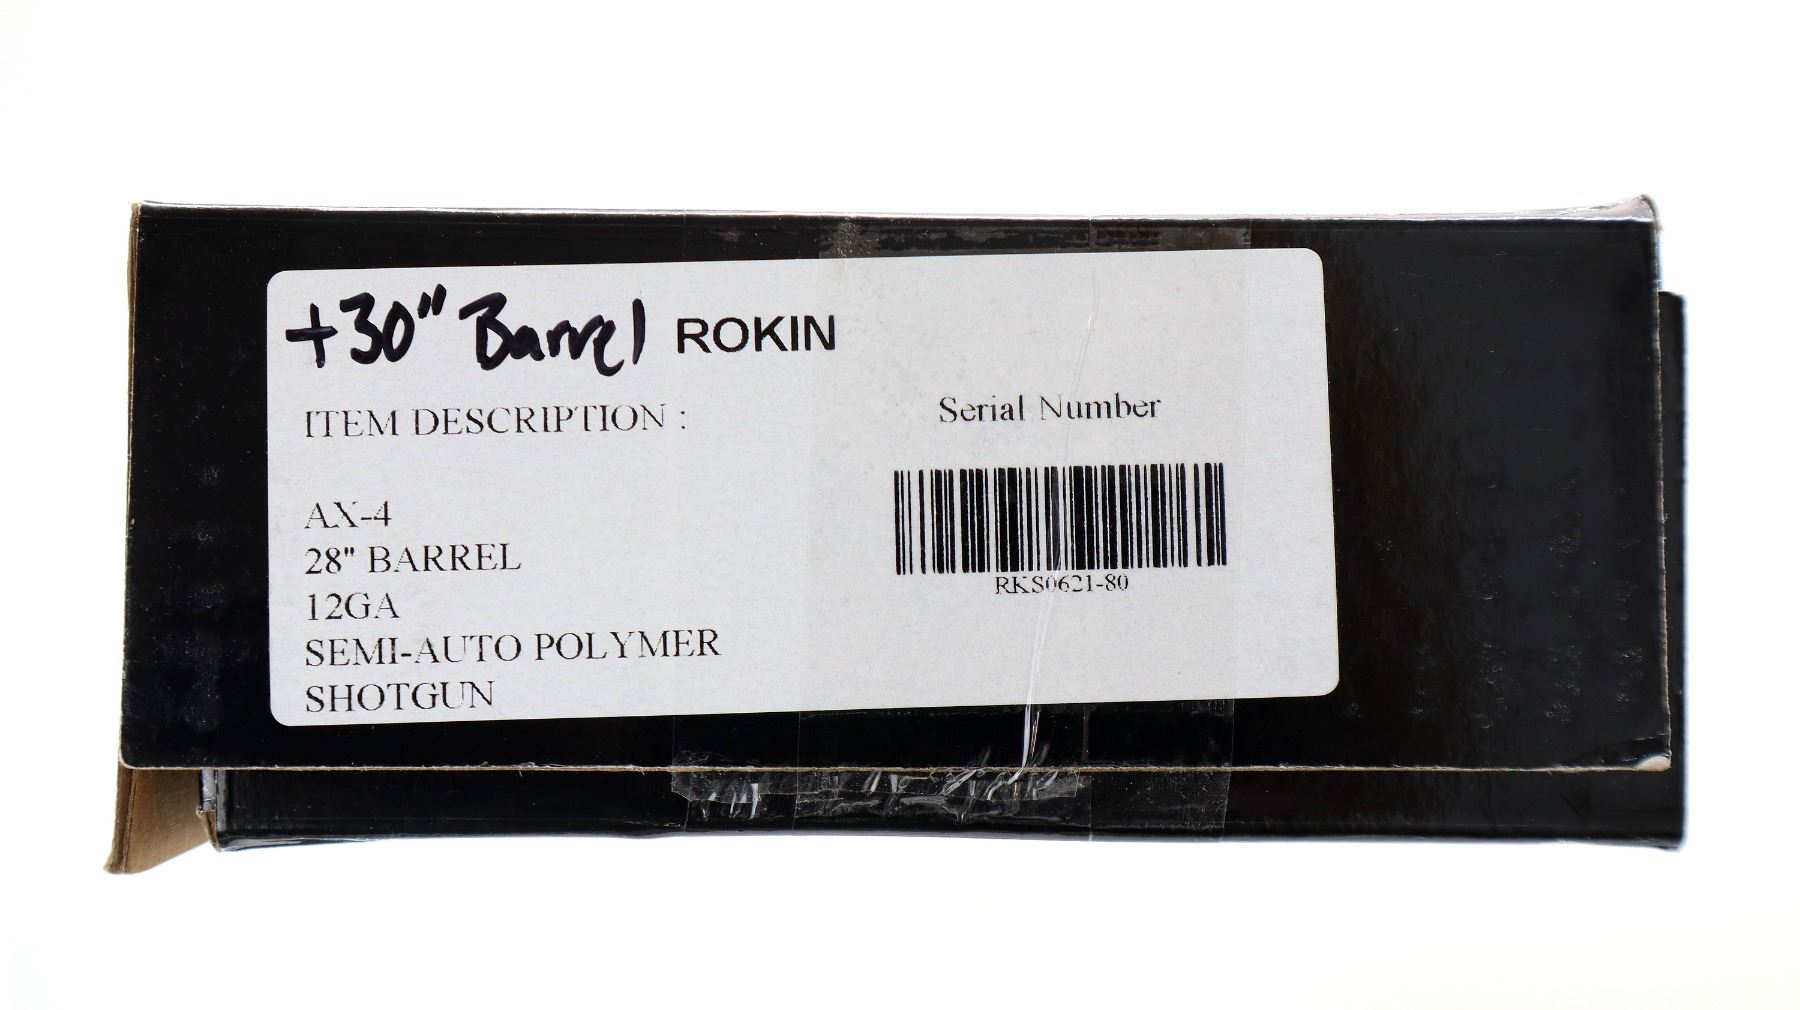 +30" Barrel ROKIN
ITEM DESCRIPTION :
Serial Number
AX-4
28" BARREL
12GA
SEMI-AUTO POLYMER
SHOTGUN
RKS0621-80